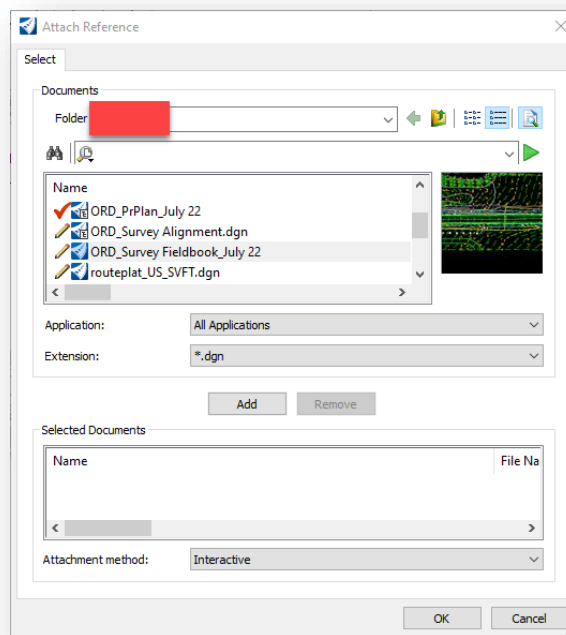 Attach Reference
Select
Documents
Folder
Name
ORD_PrPlan_July 22
ORD_Survey Alignment.dgn
ORD_Survey Fieldbook_July 22
routeplat_US_SVFT.dgn
Application: All Applications
Extension: *.dgn
Add Remove
Selected Documents
Name File Na
Attachment method: Interactive
OK Cancel